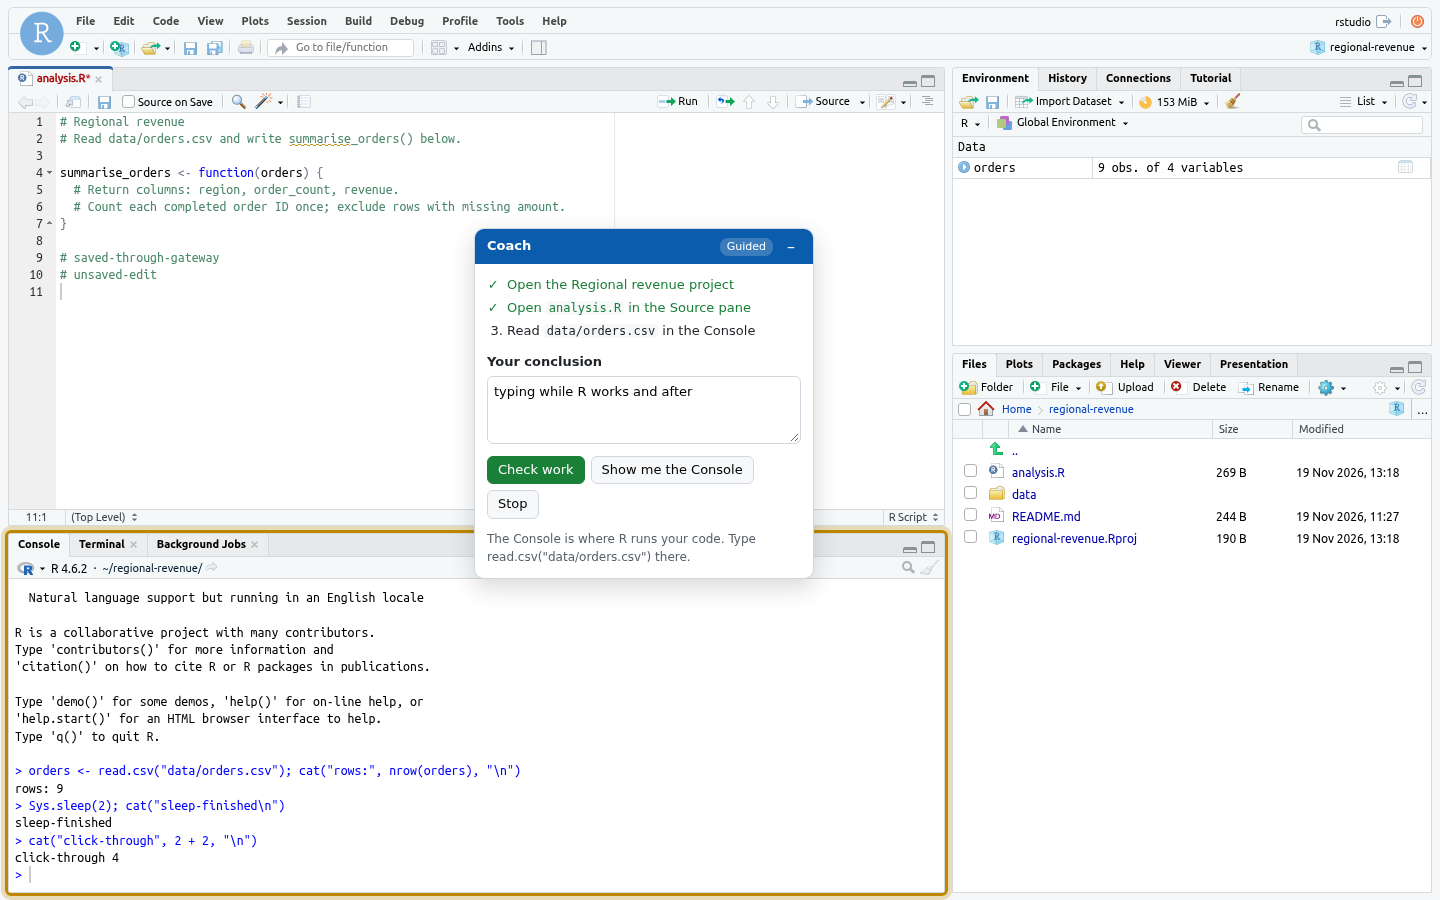 File Edit Code View Plots Session Build Debug Profile Tools Help
rstudio
Go to file/function
Addins
regional-revenue
analysis.R*
Source on Save
Run
Source
1 # Regional revenue
2 # Read data/orders.csv and write summarise_orders() below.
3
4 summarise_orders <- function(orders) {
5 # Return columns: region, order_count, revenue.
6 # Count each completed order ID once; exclude rows with missing amount.
7 }
8
9 # saved-through-gateway
10 # unsaved-edit
11
11:1 (Top Level) R Script
Coach Guided –
✓ Open the Regional revenue project
✓ Open analysis.R in the Source pane
3. Read data/orders.csv in the Console
Your conclusion
typing while R works and after
Check work Show me the Console
Stop
The Console is where R runs your code. Type
read.csv("data/orders.csv") there.
Console Terminal Background Jobs
R 4.6.2 · ~/regional-revenue/
Natural language support but running in an English locale
R is a collaborative project with many contributors.
Type 'contributors()' for more information and
'citation()' on how to cite R or R packages in publications.
Type 'demo()' for some demos, 'help()' for on-line help, or
'help.start()' for an HTML browser interface to help.
Type 'q()' to quit R.
> orders <- read.csv("data/orders.csv"); cat("rows:", nrow(orders), "\n")
rows: 9
> Sys.sleep(2); cat("sleep-finished\n")
sleep-finished
> cat("click-through", 2 + 2, "\n")
click-through 4
>
Environment History Connections Tutorial
Import Dataset 153 MiB List
R Global Environment
Data
orders 9 obs. of 4 variables
Files Plots Packages Help Viewer Presentation
Folder File Upload Delete Rename
Home regional-revenue ...
Name Size Modified
..
analysis.R 269 B 19 Nov 2026, 13:18
data
README.md 244 B 19 Nov 2026, 11:27
regional-revenue.Rproj 190 B 19 Nov 2026, 13:18